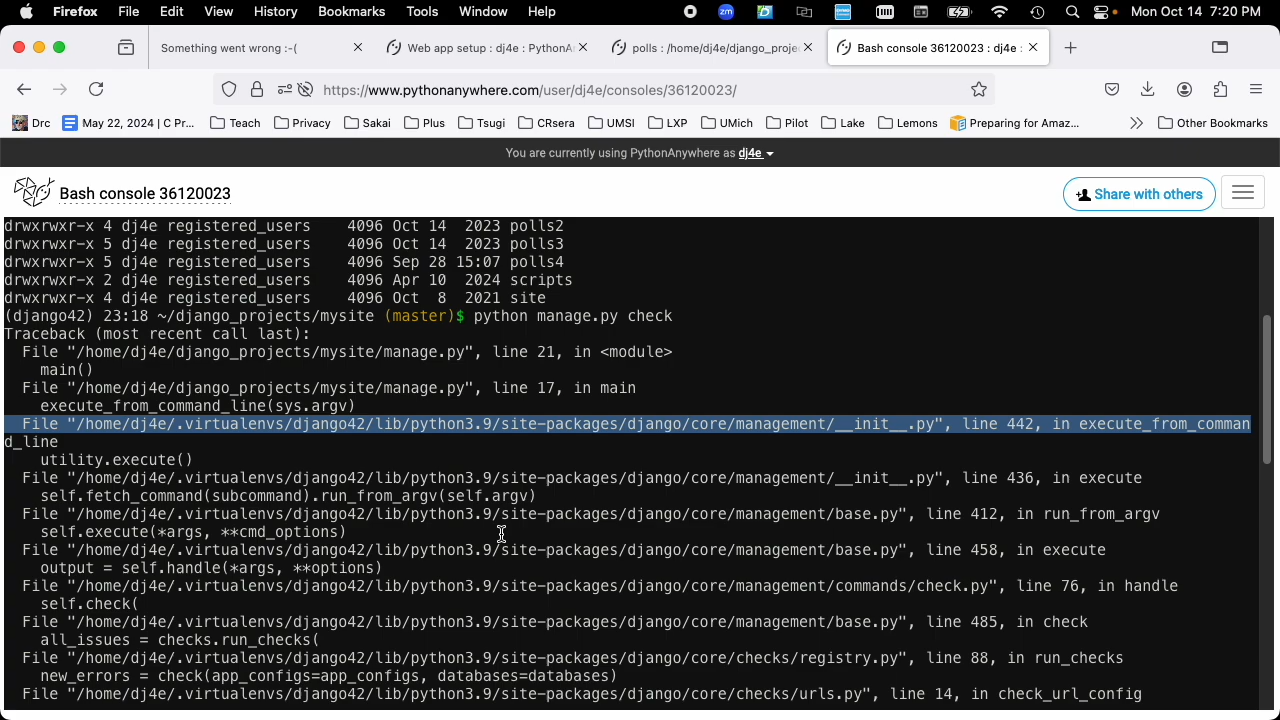 Firefox File Edit View History Bookmarks Tools Window Help Mon Oct 14 7:20 PM
Something went wrong :-( Web app setup : dj4e : PythonA polls : /home/dj4e/django_proje Bash console 36120023 : dj4e :
https://www.pythonanywhere.com/user/dj4e/consoles/36120023/
Drc May 22, 2024 | C Pr... Teach Privacy Sakai Plus Tsugi CRsera UMSI LXP UMich Pilot Lake Lemons Preparing for Amaz... Other Bookmarks
You are currently using PythonAnywhere as dj4e
Bash console 36120023 Share with others
drwxrwxr-x 4 dj4e registered_users    4096 Oct 14  2023 polls2
drwxrwxr-x 5 dj4e registered_users    4096 Oct 14  2023 polls3
drwxrwxr-x 5 dj4e registered_users    4096 Sep 28 15:07 polls4
drwxrwxr-x 2 dj4e registered_users    4096 Apr 10  2024 scripts
drwxrwxr-x 4 dj4e registered_users    4096 Oct  8  2021 site
(django42) 23:18 ~/django_projects/mysite (master)$ python manage.py check
Traceback (most recent call last):
  File "/home/dj4e/django_projects/mysite/manage.py", line 21, in <module>
    main()
  File "/home/dj4e/django_projects/mysite/manage.py", line 17, in main
    execute_from_command_line(sys.argv)
  File "/home/dj4e/.virtualenvs/django42/lib/python3.9/site-packages/django/core/management/__init__.py", line 442, in execute_from_comman
d_line
    utility.execute()
  File "/home/dj4e/.virtualenvs/django42/lib/python3.9/site-packages/django/core/management/__init__.py", line 436, in execute
    self.fetch_command(subcommand).run_from_argv(self.argv)
  File "/home/dj4e/.virtualenvs/django42/lib/python3.9/site-packages/django/core/management/base.py", line 412, in run_from_argv
    self.execute(*args, **cmd_options)
  File "/home/dj4e/.virtualenvs/django42/lib/python3.9/site-packages/django/core/management/base.py", line 458, in execute
    output = self.handle(*args, **options)
  File "/home/dj4e/.virtualenvs/django42/lib/python3.9/site-packages/django/core/management/commands/check.py", line 76, in handle
    self.check(
  File "/home/dj4e/.virtualenvs/django42/lib/python3.9/site-packages/django/core/management/base.py", line 485, in check
    all_issues = checks.run_checks(
  File "/home/dj4e/.virtualenvs/django42/lib/python3.9/site-packages/django/core/checks/registry.py", line 88, in run_checks
    new_errors = check(app_configs=app_configs, databases=databases)
  File "/home/dj4e/.virtualenvs/django42/lib/python3.9/site-packages/django/core/checks/urls.py", line 14, in check_url_config